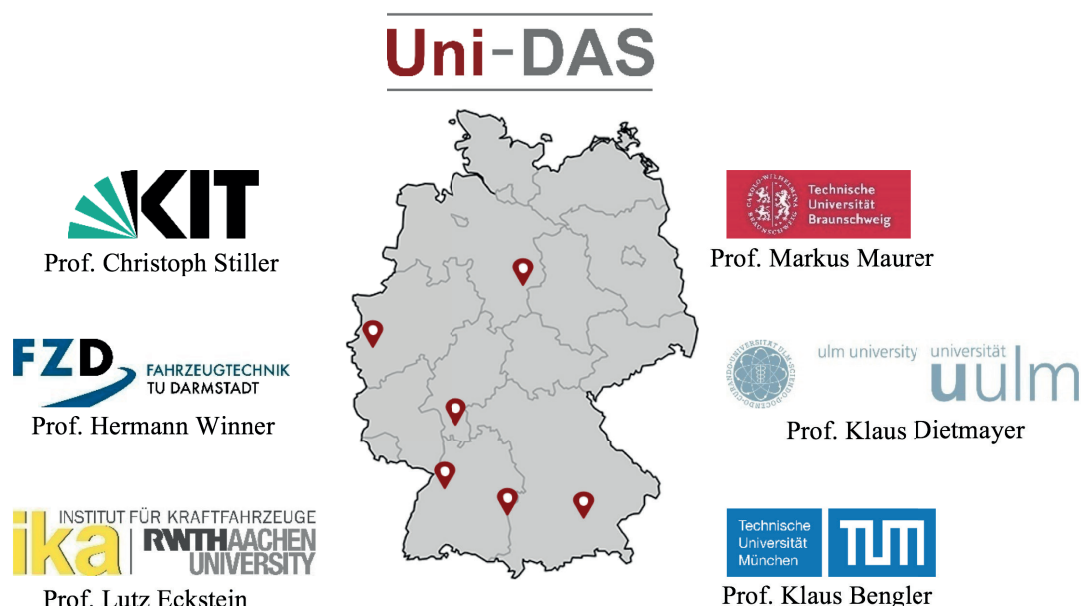 Uni-DAS
KIT
Prof. Christoph Stiller
FZD
FAHRZEUGTECHNIK
TU DARMSTADT
Prof. Hermann Winner
INSTITUT FÜR KRAFTFAHRZEUGE
ika
RWTHAACHEN
UNIVERSITY
Prof. Lutz Eckstein
Technische
Universität
Braunschweig
Prof. Markus Maurer
ulm university universität
uulm
Prof. Klaus Dietmayer
Technische
Universität
München
TUM
Prof. Klaus Bengler